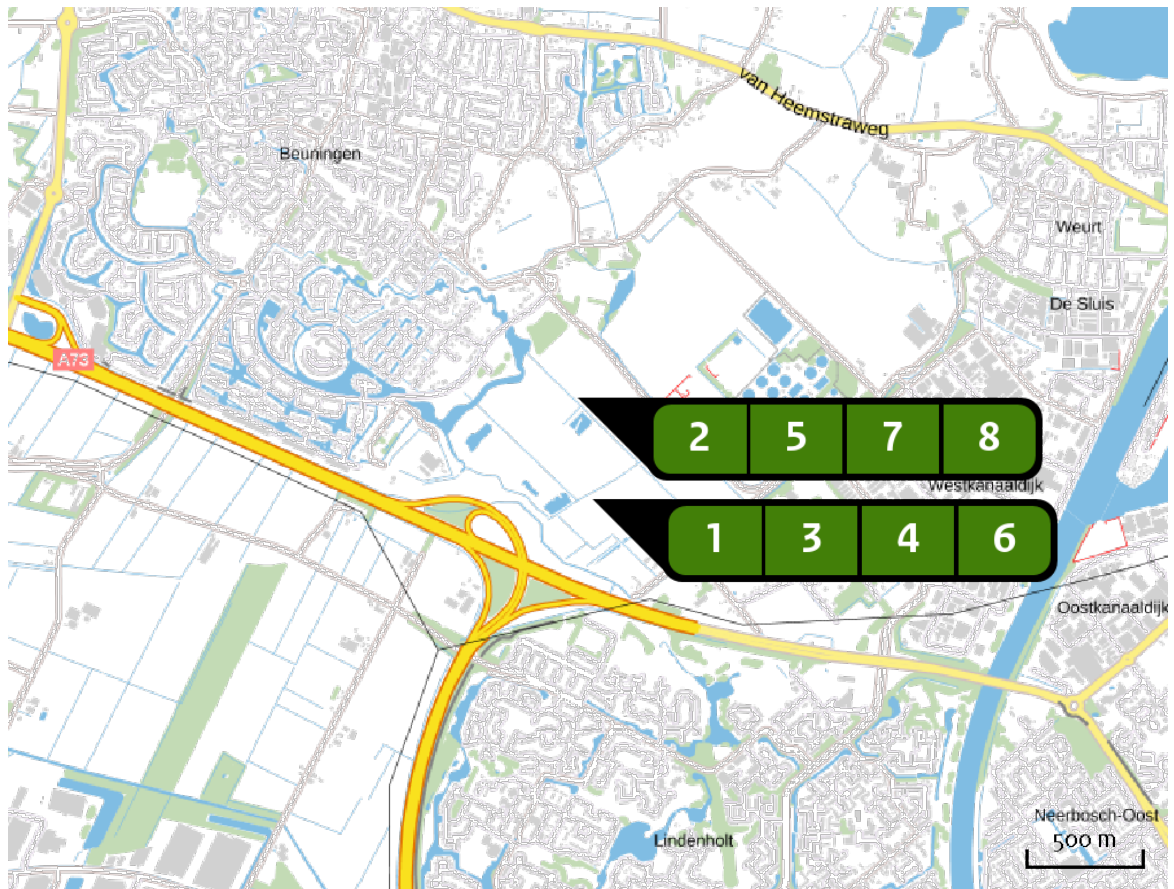 van Heemstraweg
Beuningen
Weurt
De Sluis
A73
2 5 7 8
Westkanaaldijk
1 3 4 6
Oostkanaaldijk
Neerbosch-Oost
Lindenholt
500 m